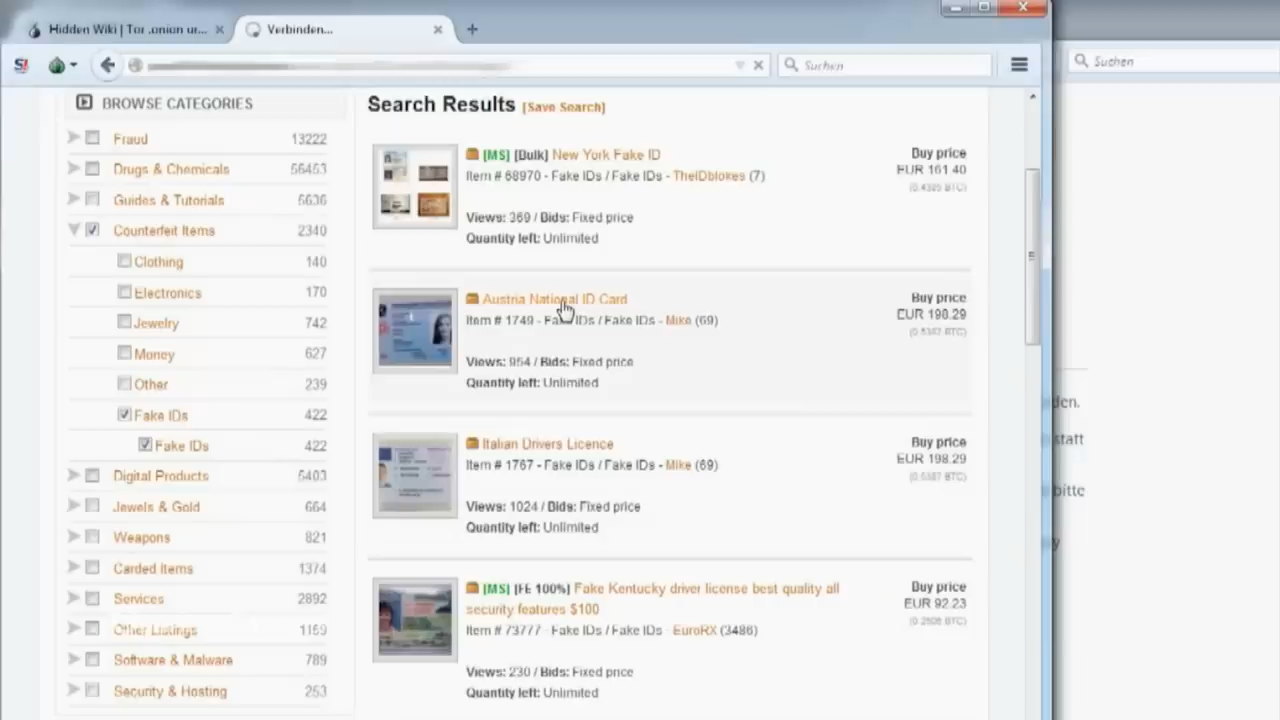 Hidden Wiki | Tor .onion ur...
Verbinden...
S!
Suchen
Suchen
BROWSE CATEGORIES
Fraud 13222
Drugs & Chemicals
Guides & Tutorials
Counterfeit Items 2340
Clothing 140
Electronics 170
Jewelry 742
Money 627
Other 239
Fake IDs 422
Fake IDs 422
Digital Products
Jewels & Gold 664
Weapons 821
Carded Items 1374
Services 2892
Other Listings
Software & Malware 789
Security & Hosting 253
Search Results [Save Search]
[MS] [Bulk] New York Fake ID
Item # 68970 - Fake IDs / Fake IDs - TheIDblokes (7)
Views: 369 / Bids: Fixed price
Quantity left: Unlimited
Buy price
EUR 161.40
Austria National ID Card
Item # 1749 - Fake IDs / Fake IDs - Mike (69)
Views: 954 / Bids: Fixed price
Quantity left: Unlimited
Buy price
EUR 198.29
Italian Drivers Licence
Item # 1767 - Fake IDs / Fake IDs - Mike (69)
Views: 1024 / Bids: Fixed price
Quantity left: Unlimited
Buy price
EUR 198.29
[MS] [FE 100%] Fake Kentucky driver license best quality all
security features $100
Item # 73777 - Fake IDs / Fake IDs - EuroRX (3486)
Views: 230 / Bids: Fixed price
Quantity left: Unlimited
Buy price
EUR 92.23
den.
statt
bitte